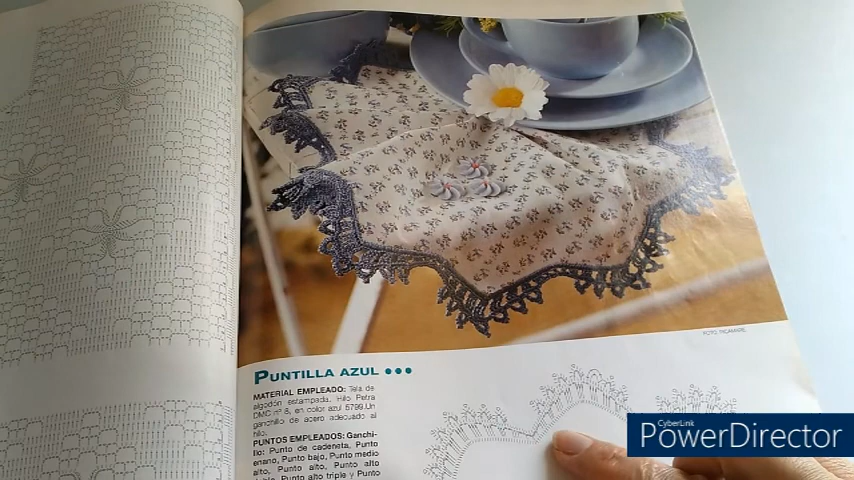 FOTO: INCAMARE.
PUNTILLA AZUL •••
MATERIAL EMPLEADO: Tela de
algodón estampada. Hilo Petra
DMC nº 8, en color azul 5799.Un
ganchillo de acero adecuado al
hilo.
PUNTOS EMPLEADOS: Ganchi-
llo: Punto de cadeneta, Punto
enano, Punto bajo, Punto medio
alto, Punto alto, Punto alto
doble, Punto alto triple y Punto
CyberLink
PowerDirector